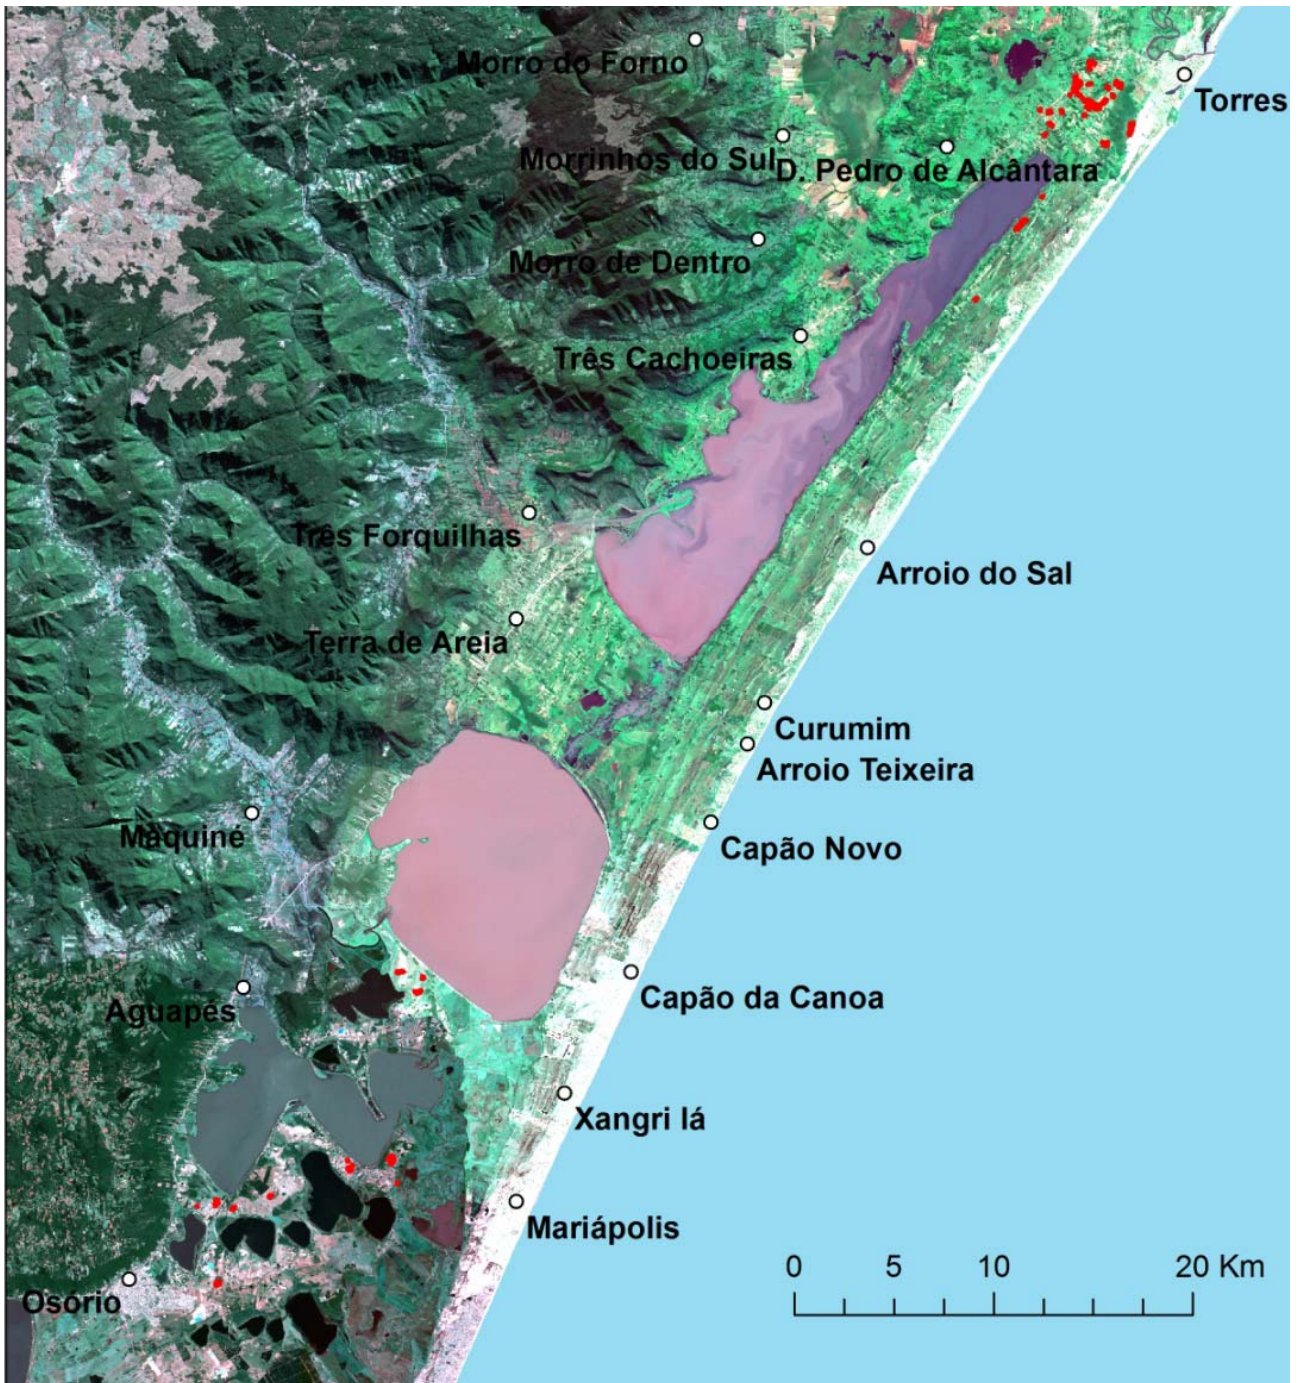 Morro do Forno
Torres
Morrinhos do Sul
D. Pedro de Alcântara
Morro de Dentro
Três Cachoeiras
Três Forquilhas
Arroio do Sal
Terra de Areia
Curumim
Arroio Teixeira
Maquiné
Capão Novo
Aguapés
Capão da Canoa
Xangri lá
Mariápolis
Osório
0 5 10 20 Km